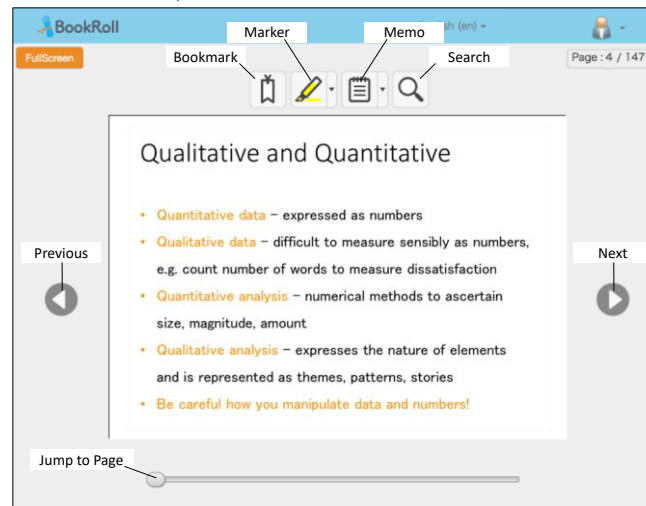 BookRoll
sh (en)
Marker
Memo
Bookmark
Search
FullScreen
Page : 4 / 147
Qualitative and Quantitative
• Quantitative data – expressed as numbers
• Qualitative data – difficult to measure sensibly as numbers,
e.g. count number of words to measure dissatisfaction
Previous
Next
• Quantitative analysis – numerical methods to ascertain
size, magnitude, amount
• Qualitative analysis – expresses the nature of elements
and is represented as themes, patterns, stories
• Be careful how you manipulate data and numbers!
Jump to Page